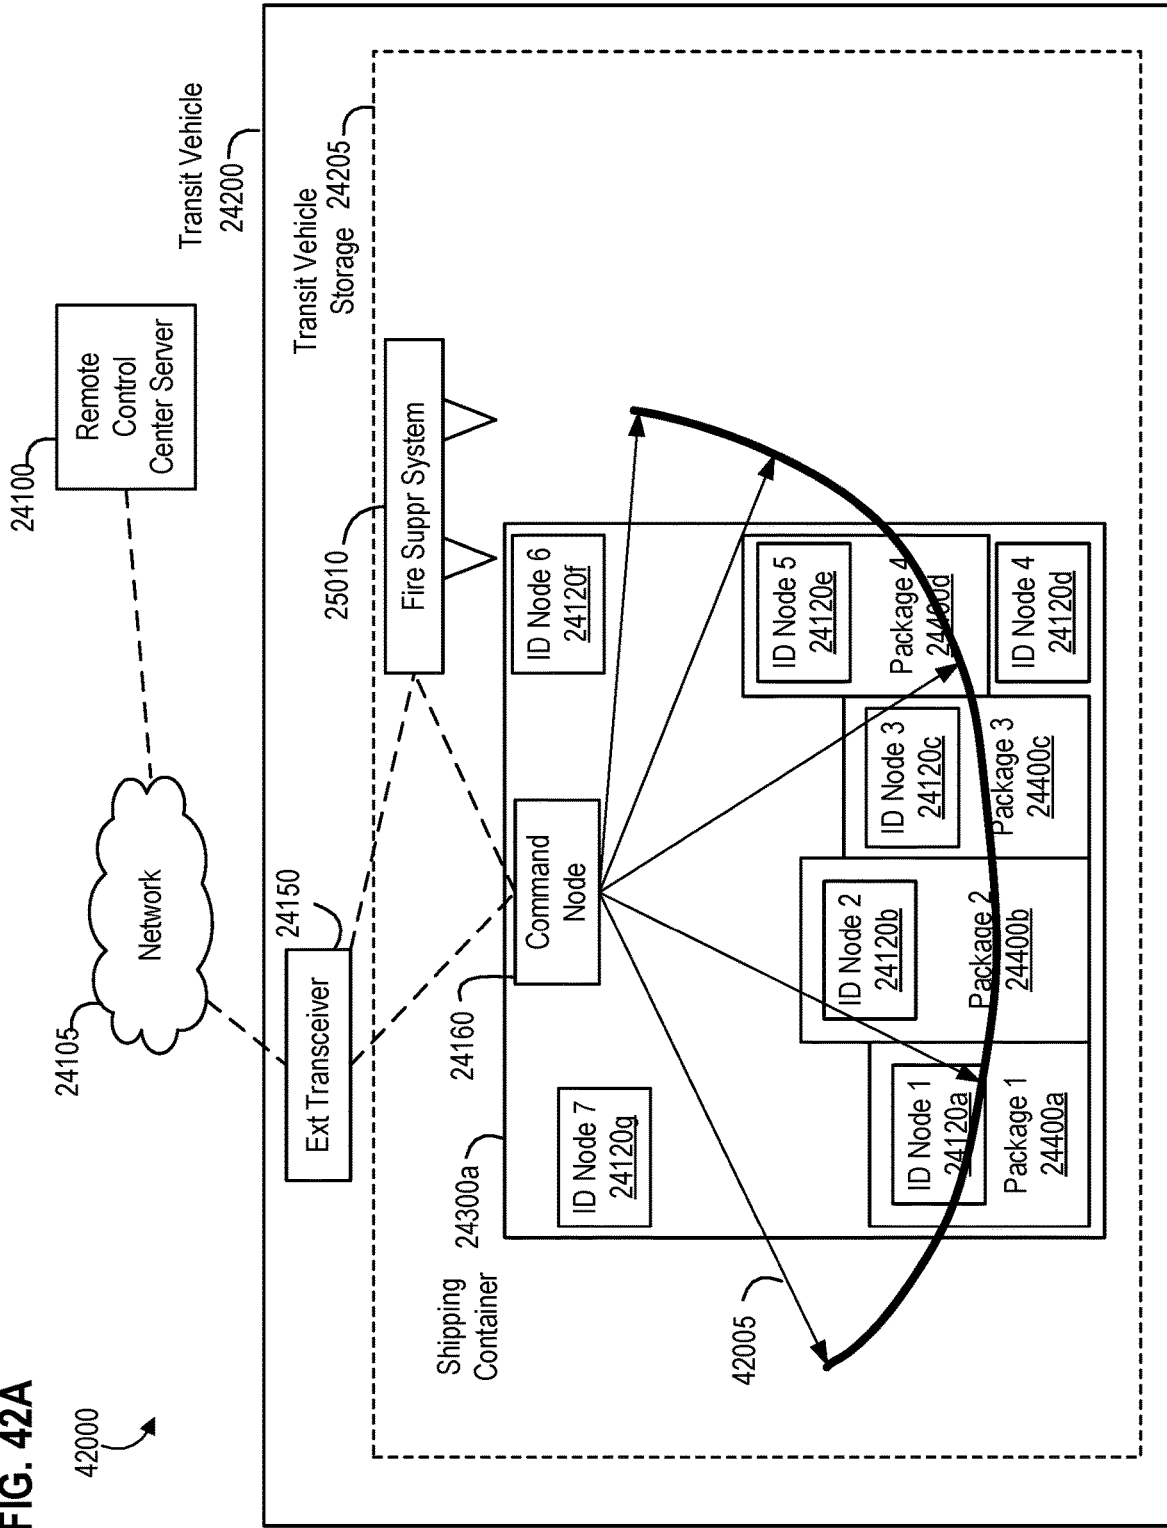 FIG. 42A
42000
24100
Remote
Control
Center Server
24105
Network
Transit Vehicle
24200
24150
Ext Transceiver
Transit Vehicle
Storage 24205
25010
Fire Suppr System
Shipping
Container
24300a
24160
Command
Node
ID Node 6
24120f
ID Node 7
24120g
42005
ID Node 1
24120a
Package 1
24400a
ID Node 2
24120b
Package 2
24400b
ID Node 3
24120c
Package 3
24400c
ID Node 5
24120e
Package 4
24400d
ID Node 4
24120d